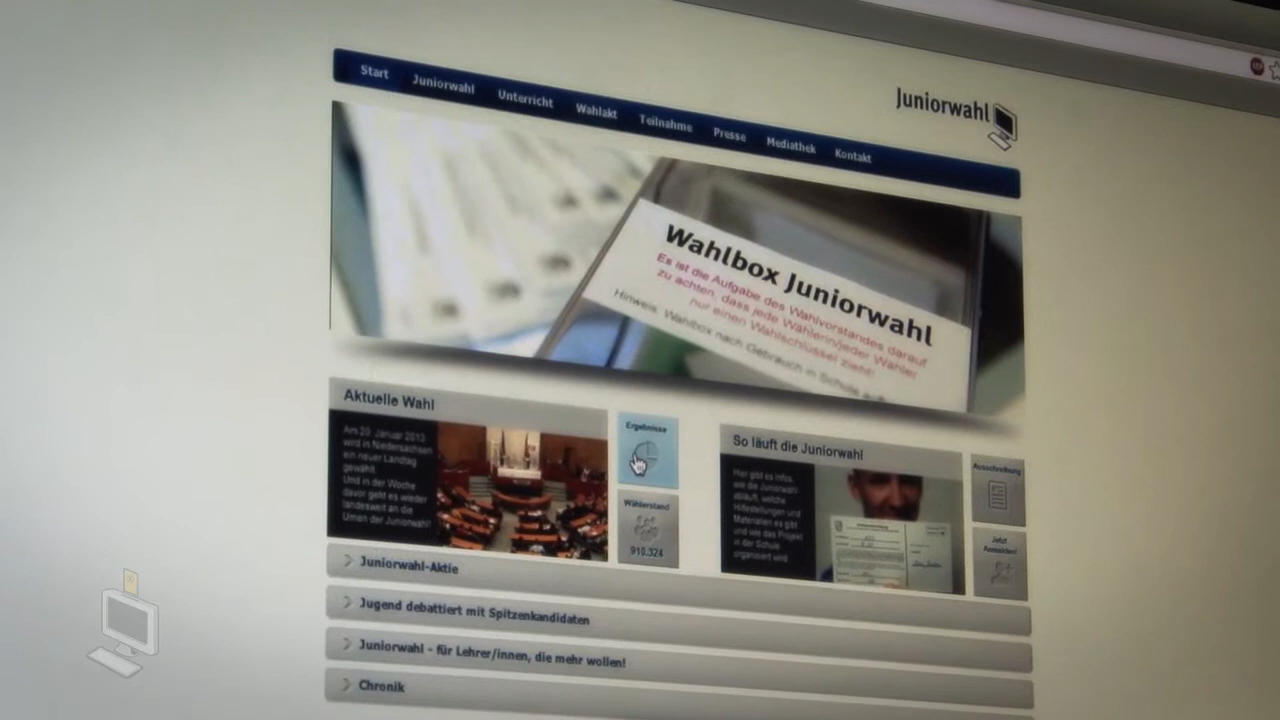 Start
Juniorwahl
Unterricht
Wahlakt
Teilnahme
Presse
Mediathek
Kontakt
Juniorwahl
Wahlbox Juniorwahl
Es ist die Aufgabe des Wahlvorstandes darauf
zu achten, dass jede Wählerin/jeder Wähler
nur einen Wahlschlüssel zieht!
Hinweis: Wahlbox nach Gebrauch in Schule
Aktuelle Wahl
Am 20. Januar 2013
wird in Niedersachsen
ein neuer Landtag
gewählt.
Und in der Woche
davor geht es wieder
landesweit an die
Urnen der Juniorwahl!
Ergebnisse
Wählerstand
910.324
So läuft die Juniorwahl
Hier gibt es Infos,
wie die Juniorwahl
abläuft, welche
Hilfestellungen und
Materialien es gibt
und wie das Projekt
in der Schule
organisiert wird
Ausschreibung
Jetzt
Anmelden!
Juniorwahl-Aktie
Jugend debattiert mit Spitzenkandidaten
Juniorwahl - für Lehrer/innen, die mehr wollen!
Chronik